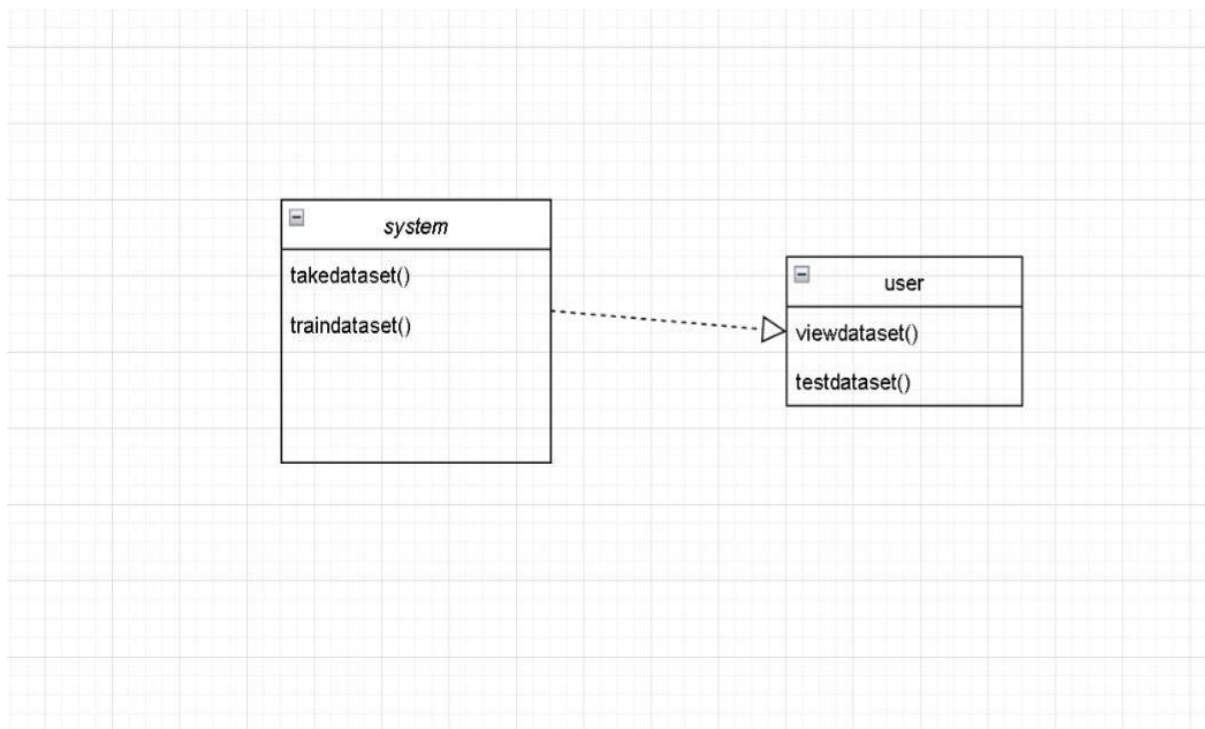 system
takedataset()
traindataset()
user
viewdataset()
testdataset()